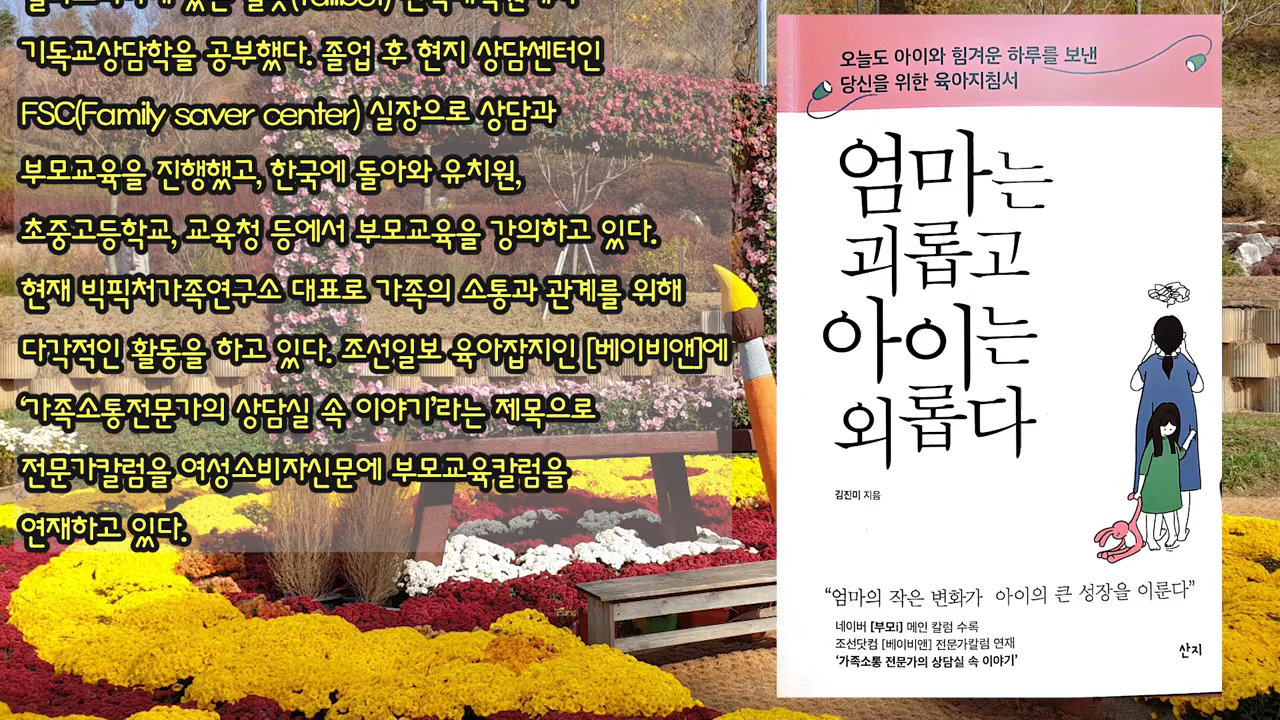 기독교상담학을 공부했다. 졸업 후 현지 상담센터인
FSC(Family saver center) 실장으로 상담과
부모교육을 진행했고, 한국에 돌아와 유치원,
초중고등학교, 교육청 등에서 부모교육을 강의하고 있다.
현재 빅픽처가족연구소 대표로 가족의 소통과 관계를 위해
다각적인 활동을 하고 있다. 조선일보 육아잡지인 [베이비앤]에
‘가족소통전문가의 상담실 속 이야기’라는 제목으로
전문가칼럼을 여성소비자신문에 부모교육칼럼을
연재하고 있다.
오늘도 아이와 힘겨운 하루를 보낸
당신을 위한 육아지침서
엄마는
괴롭고
아이는
외롭다
김진미 지음
“엄마의 작은 변화가 아이의 큰 성장을 이룬다”
네이버 [부모i] 메인 칼럼 수록
조선닷컴 [베이비앤] 전문가칼럼 연재
‘가족소통 전문가의 상담실 속 이야기’
산지